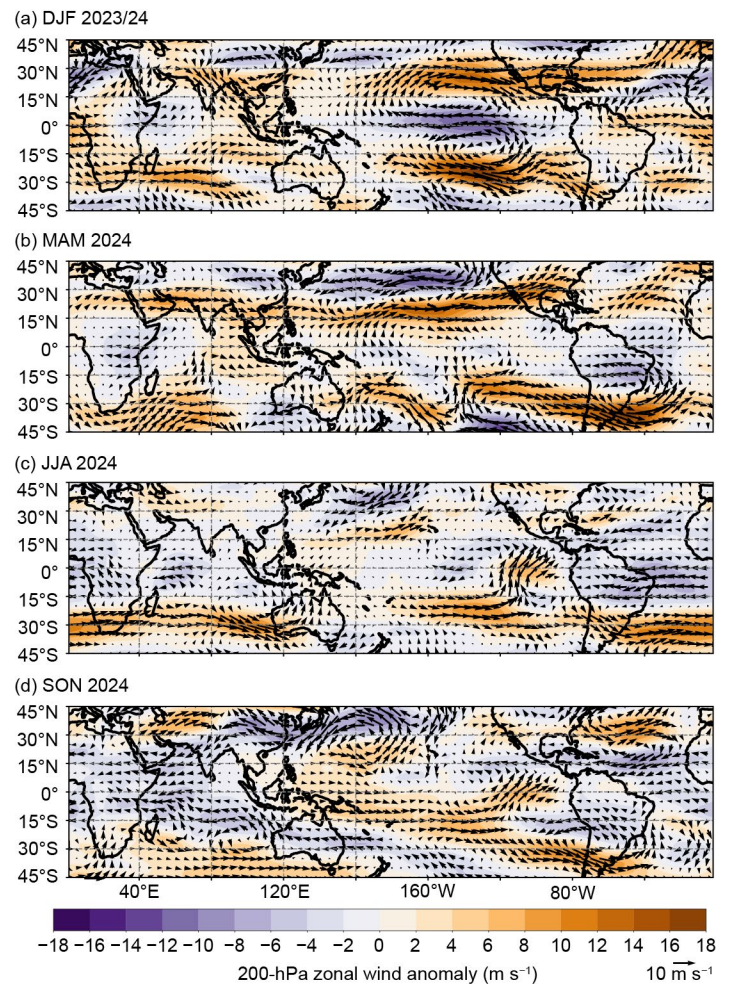 (a) DJF 2023/24
45°N
30°N
15°N
0°
15°S
30°S
45°S
(b) MAM 2024
45°N
30°N
15°N
0°
15°S
30°S
45°S
(c) JJA 2024
45°N
30°N
15°N
0°
15°S
30°S
45°S
(d) SON 2024
45°N
30°N
15°N
0°
15°S
30°S
45°S
40°E 120°E 160°W 80°W
−18 −16 −14 −12 −10 −8 −6 −4 −2 0 2 4 6 8 10 12 14 16 18
200-hPa zonal wind anomaly (m s⁻¹) 10 m s⁻¹